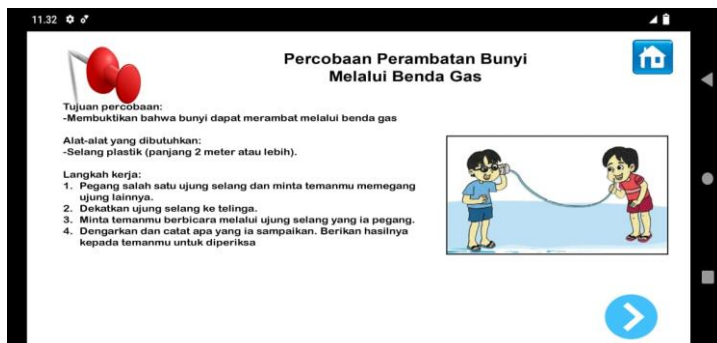 11.32
Percobaan Perambatan Bunyi
Melalui Benda Gas
Tujuan percobaan:
-Membuktikan bahwa bunyi dapat merambat melalui benda gas
Alat-alat yang dibutuhkan:
-Selang plastik (panjang 2 meter atau lebih).
Langkah kerja:
1. Pegang salah satu ujung selang dan minta temanmu memegang
ujung lainnya.
2. Dekatkan ujung selang ke telinga.
3. Minta temanmu berbicara melalui ujung selang yang ia pegang.
4. Dengarkan dan catat apa yang ia sampaikan. Berikan hasilnya
kepada temanmu untuk diperiksa